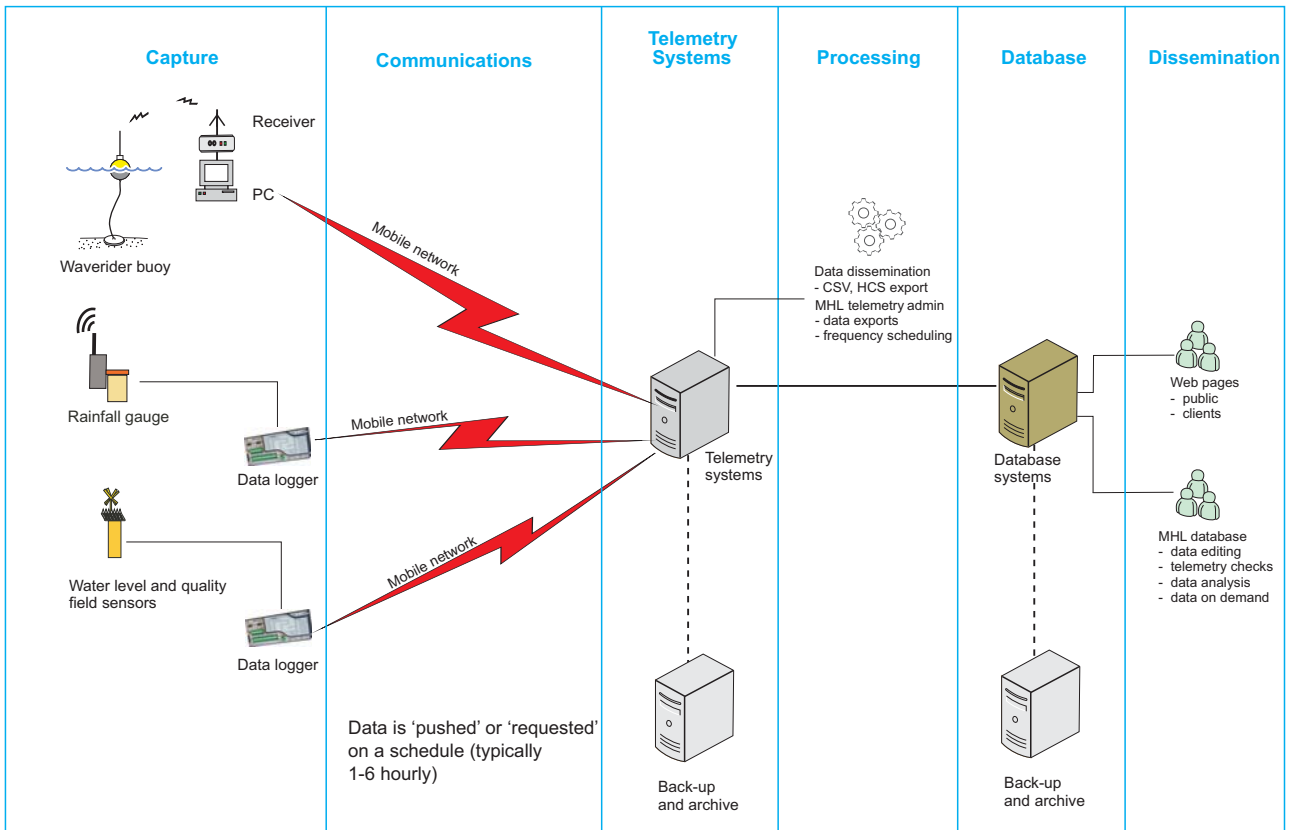 Capture
Communications
Telemetry
Systems
Processing
Database
Dissemination
Receiver
PC
Waverider buoy
Rainfall gauge
Data logger
Water level and quality
field sensors
Data logger
Mobile network
Mobile network
Mobile network
Data is ‘pushed’ or ‘requested’
on a schedule (typically
1-6 hourly)
Telemetry
systems
Back-up
and archive
Data dissemination
- CSV, HCS export
MHL telemetry admin
- data exports
- frequency scheduling
Database
systems
Back-up
and archive
Web pages
- public
- clients
MHL database
- data editing
- telemetry checks
- data analysis
- data on demand